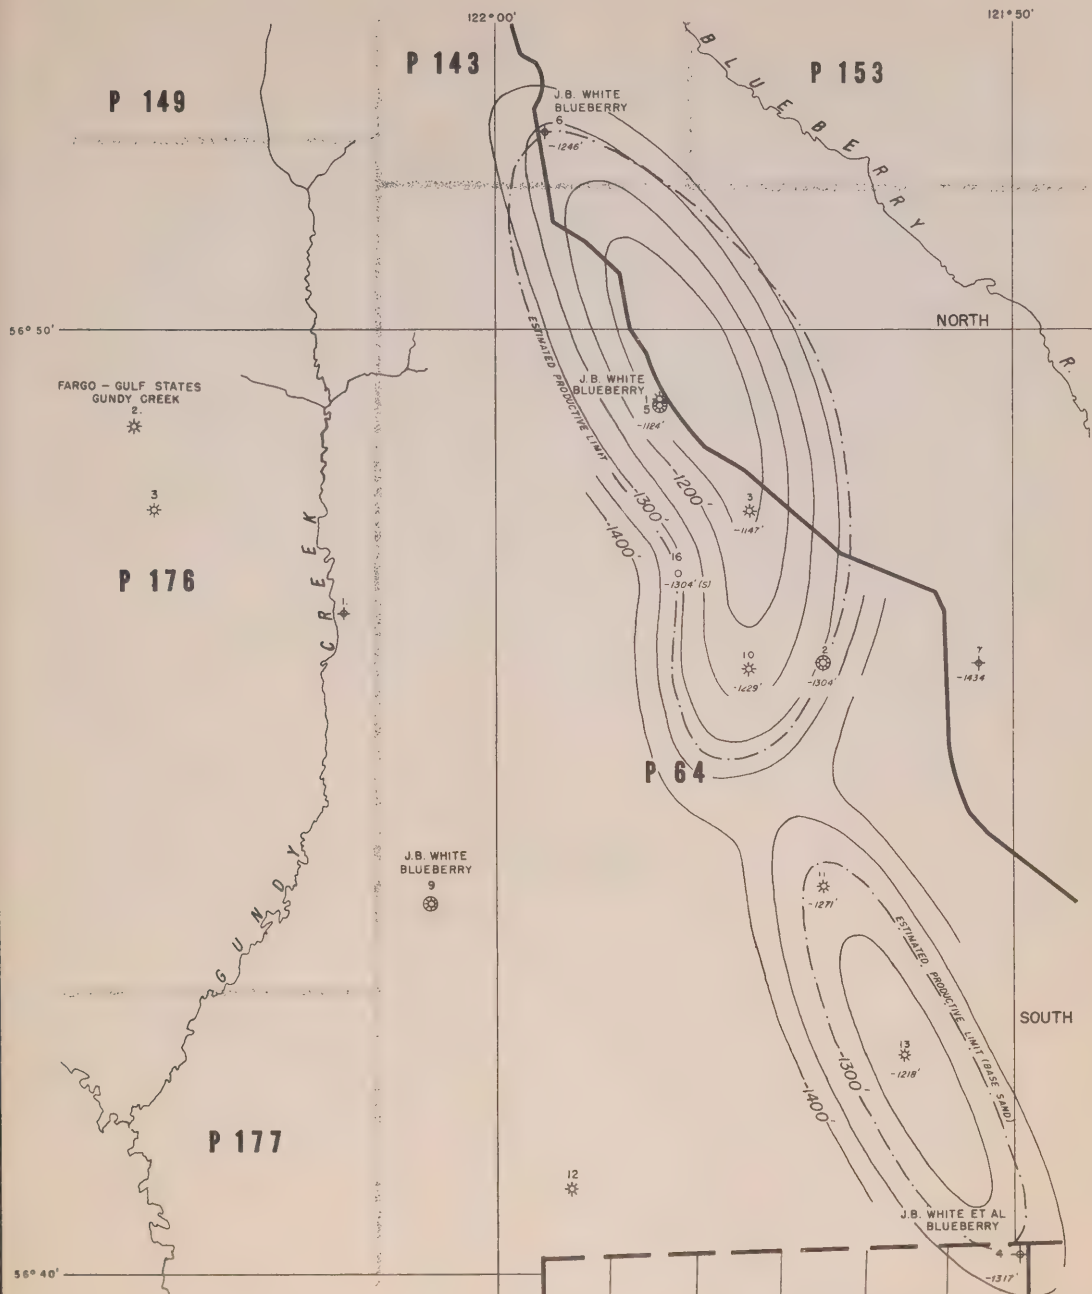 122° 00'
121° 50'
P 143
P 153
P 149
BLUEBERRY R.
J.B. WHITE
BLUEBERRY
6
-1246'
56° 50'
NORTH
ESTIMATED PRODUCTIVE LIMIT
FARGO – GULF STATES
GUNDY CREEK
2.
J.B. WHITE
BLUEBERRY
1
5
-1124'
3
-1200'
-1300'
-1400'
3
-1147'
16
-1304' (S)
P 176
GUNDY CREEK
1
10
-1229'
2
-1304'
7
-1434
P 64
J.B. WHITE
BLUEBERRY
9
11
-1271'
ESTIMATED PRODUCTIVE LIMIT (BASE SAND)
SOUTH
13
-1218'
-1300'
-1400'
P 177
12
J.B. WHITE ET AL
BLUEBERRY
4
-1317'
56° 40'